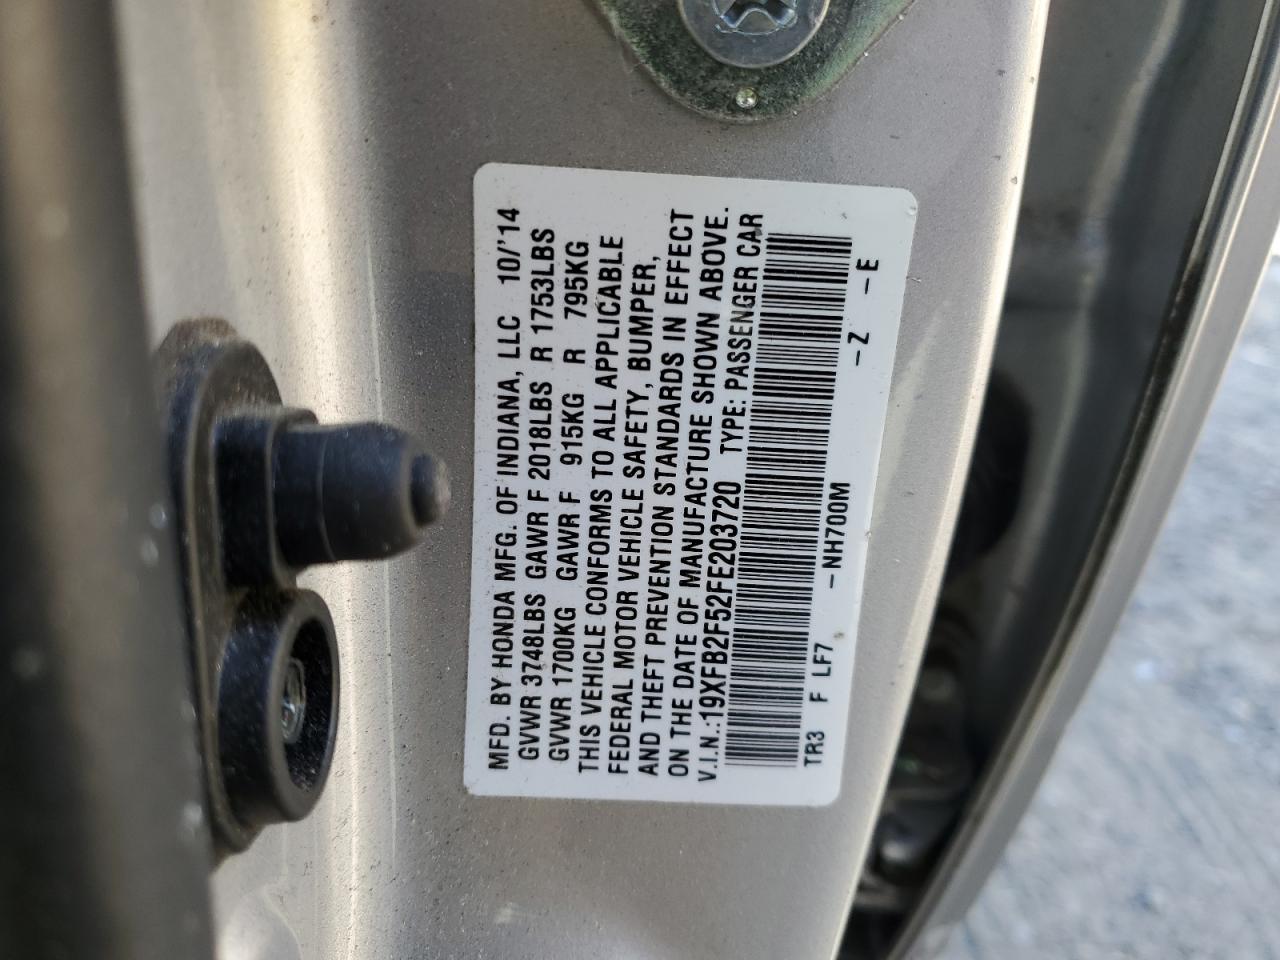 MFD. BY HONDA MFG. OF INDIANA, LLC 10/'14
GVWR 3748LBS GAWR F 2018LBS R 1753LBS
GVWR 1700KG GAWR F 915KG R 795KG
THIS VEHICLE CONFORMS TO ALL APPLICABLE
FEDERAL MOTOR VEHICLE SAFETY, BUMPER,
AND THEFT PREVENTION STANDARDS IN EFFECT
ON THE DATE OF MANUFACTURE SHOWN ABOVE.
V.I.N.:19XFB2F52FE203720 TYPE: PASSENGER CAR
TR3 F LF7 -NH700M -Z -E